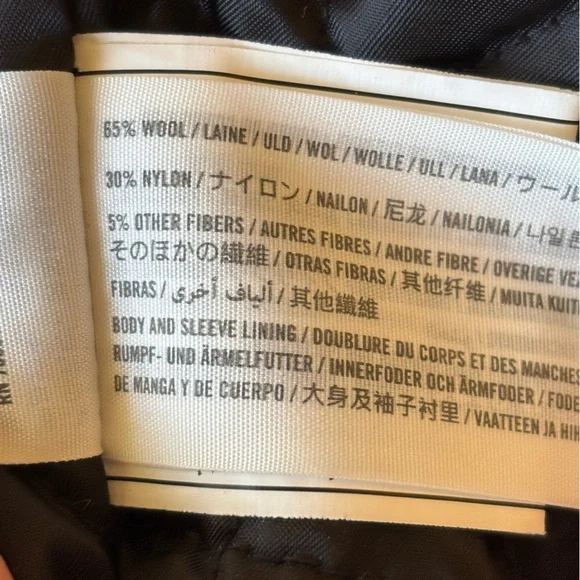 65% WOOL / LAINE / ULD / WOL / WOLLE / ULL / LANA / ウール
30% NYLON / ナイロン / NAILON / 尼龙 / NAILONIA / 나일론
5% OTHER FIBERS / AUTRES FIBRES / ANDRE FIBRE / OVERIGE VE
そのほかの繊維 / OTRAS FIBRAS / 其他纤维 / MUITA KUIT
FIBRAS / ألياف أخرى / 其他纖維
BODY AND SLEEVE LINING / DOUBLURE DU CORPS ET DES MANCHES
RUMPF- UND ÄRMELFUTTER / INNERFODER OCH ÄRMFODER / FODE
DE MANGA Y DE CUERPO / 大身及袖子衬里 / VAATTEEN JA HI